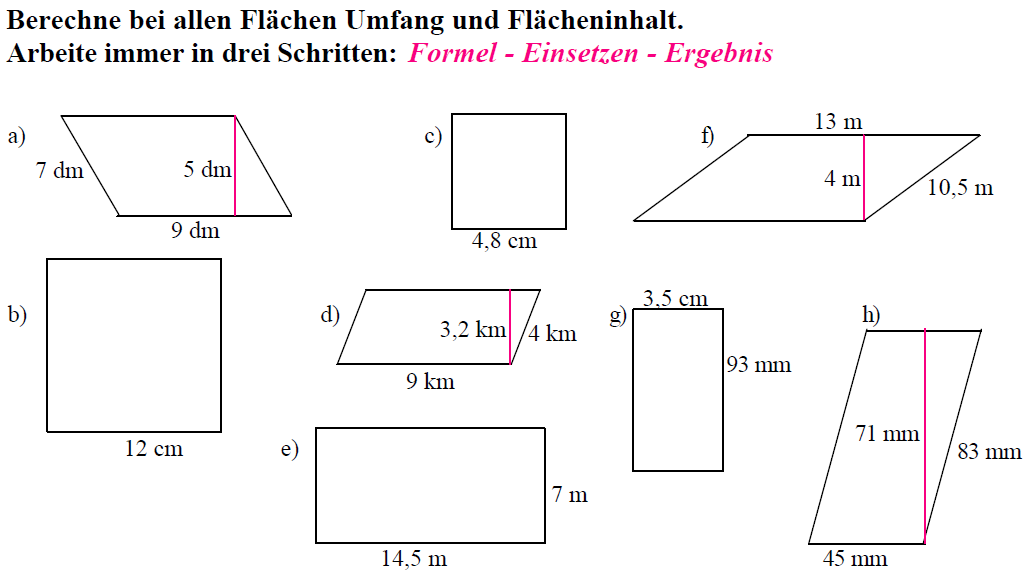 Berechne bei allen Flächen Umfang und Flächeninhalt.
Arbeite immer in drei Schritten: Formel - Einsetzen - Ergebnis
a)
7 dm
5 dm
9 dm
b)
12 cm
c)
4,8 cm
d)
3,2 km
4 km
9 km
e)
7 m
14,5 m
f)
13 m
4 m
10,5 m
g)
3,5 cm
93 mm
h)
71 mm
83 mm
45 mm